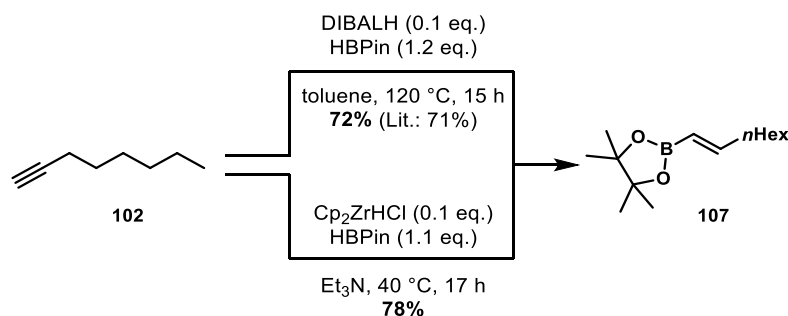 DIBALH (0.1 eq.)
HBPin (1.2 eq.)
toluene, 120 °C, 15 h
72% (Lit.: 71%)
102
Cp₂ZrHCl (0.1 eq.)
HBPin (1.1 eq.)
Et₃N, 40 °C, 17 h
78%
O
B
O
nHex
107